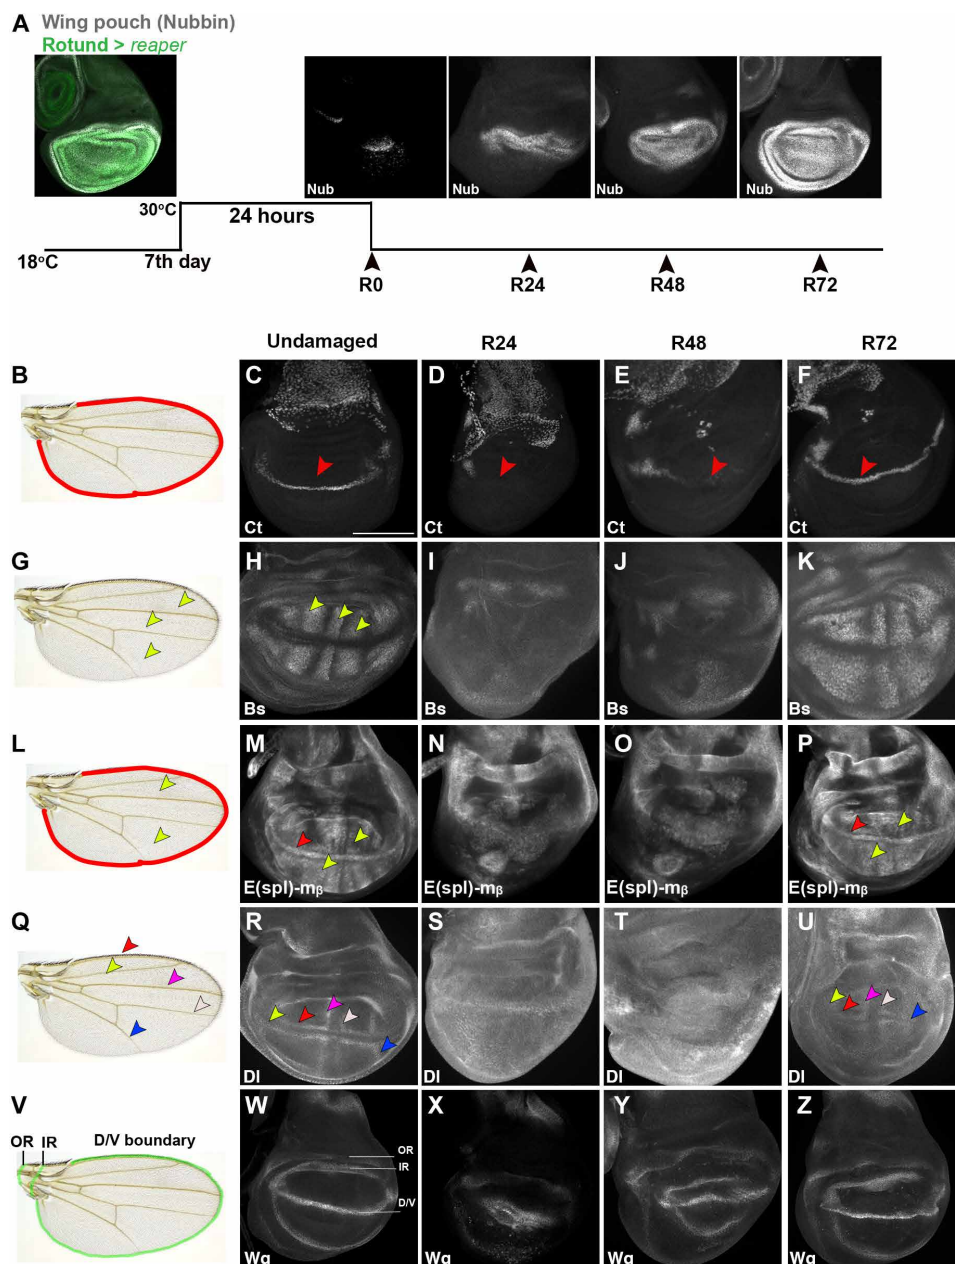 A Wing pouch (Nubbin)
Rotund > reaper
Nub Nub Nub Nub
30°C 24 hours
18°C 7th day
R0 R24 R48 R72
Undamaged R24 R48 R72
B C D E F
Ct Ct Ct Ct
G H I J K
Bs Bs Bs Bs
L M N O P
E(spl)-mβ E(spl)-mβ E(spl)-mβ E(spl)-mβ
Q R S T U
Dl Dl Dl Dl
V W X Y Z
OR IR D/V boundary
OR
IR
D/V
Wg Wg Wg Wg